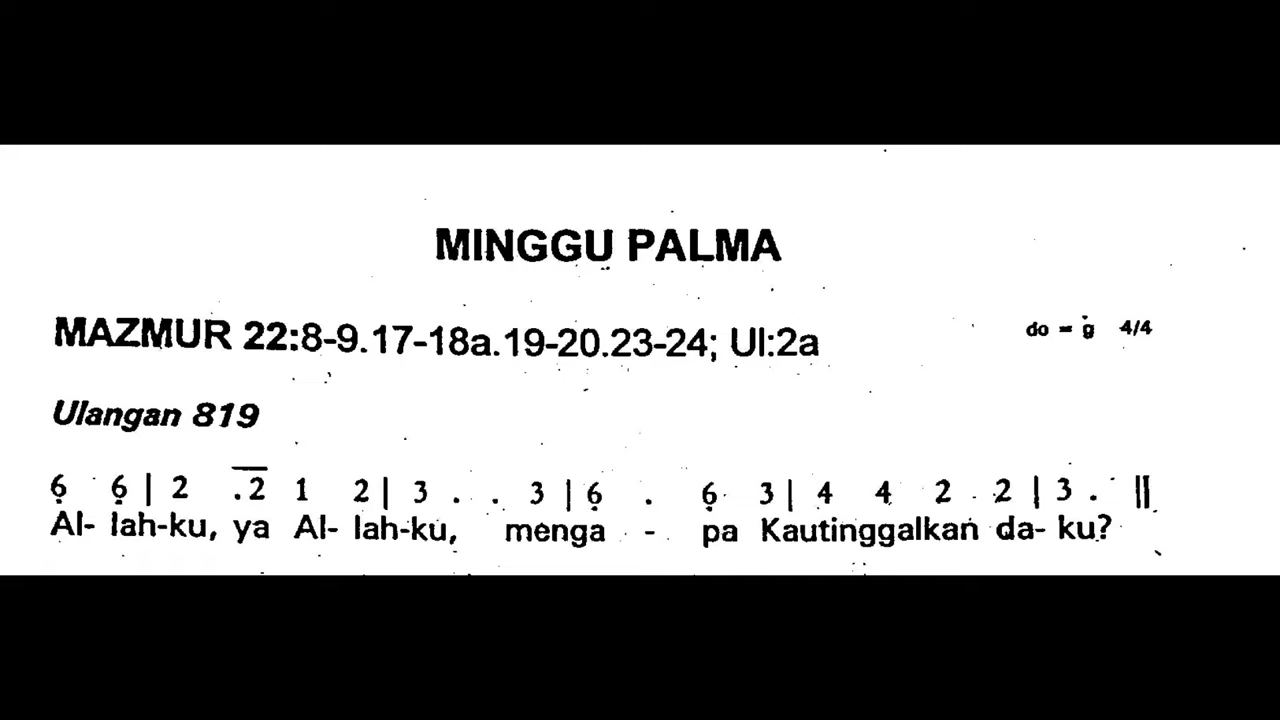 MINGGU PALMA
MAZMUR 22:8-9.17-18a.19-20.23-24; Ul:2a
do = ġ 4/4
Ulangan 819
6̣ 6̣ | 2 .2̅ 1 2 | 3 . . 3 | 6̣ . 6̣ 3 | 4 4 2 2 | 3 . ||
Al- lah-ku, ya Al- lah-ku, menga - pa Kautinggalkan da- ku?